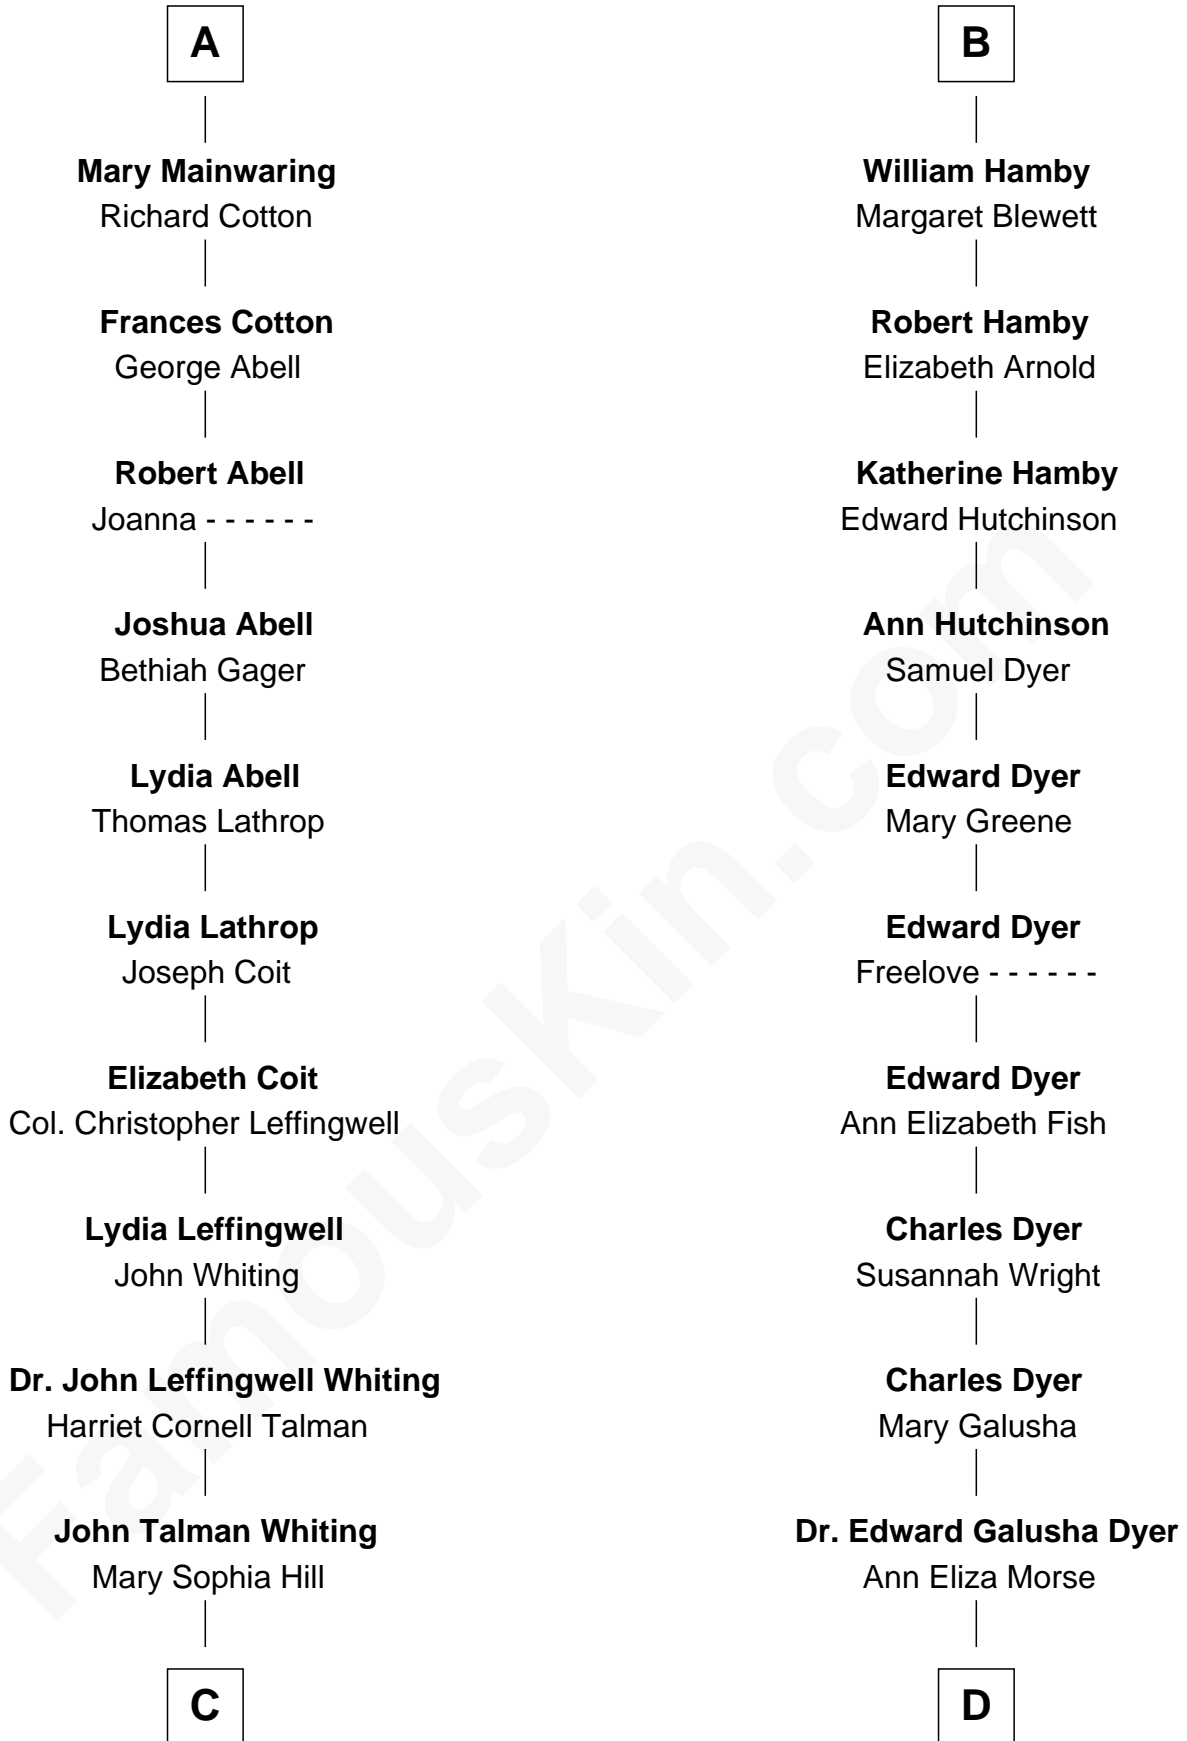 A
Mary Mainwaring
Richard Cotton
Frances Cotton
George Abell
Robert Abell
Joanna - - - - - -
Joshua Abell
Bethiah Gager
Lydia Abell
Thomas Lathrop
Lydia Lathrop
Joseph Coit
Elizabeth Coit
Col. Christopher Leffingwell
Lydia Leffingwell
John Whiting
Dr. John Leffingwell Whiting
Harriet Cornell Talman
John Talman Whiting
Mary Sophia Hill
C
B
William Hamby
Margaret Blewett
Robert Hamby
Elizabeth Arnold
Katherine Hamby
Edward Hutchinson
Ann Hutchinson
Samuel Dyer
Edward Dyer
Mary Greene
Edward Dyer
Freelove - - - - - -
Edward Dyer
Ann Elizabeth Fish
Charles Dyer
Susannah Wright
Charles Dyer
Mary Galusha
Dr. Edward Galusha Dyer
Ann Eliza Morse
D
FamousKin.com